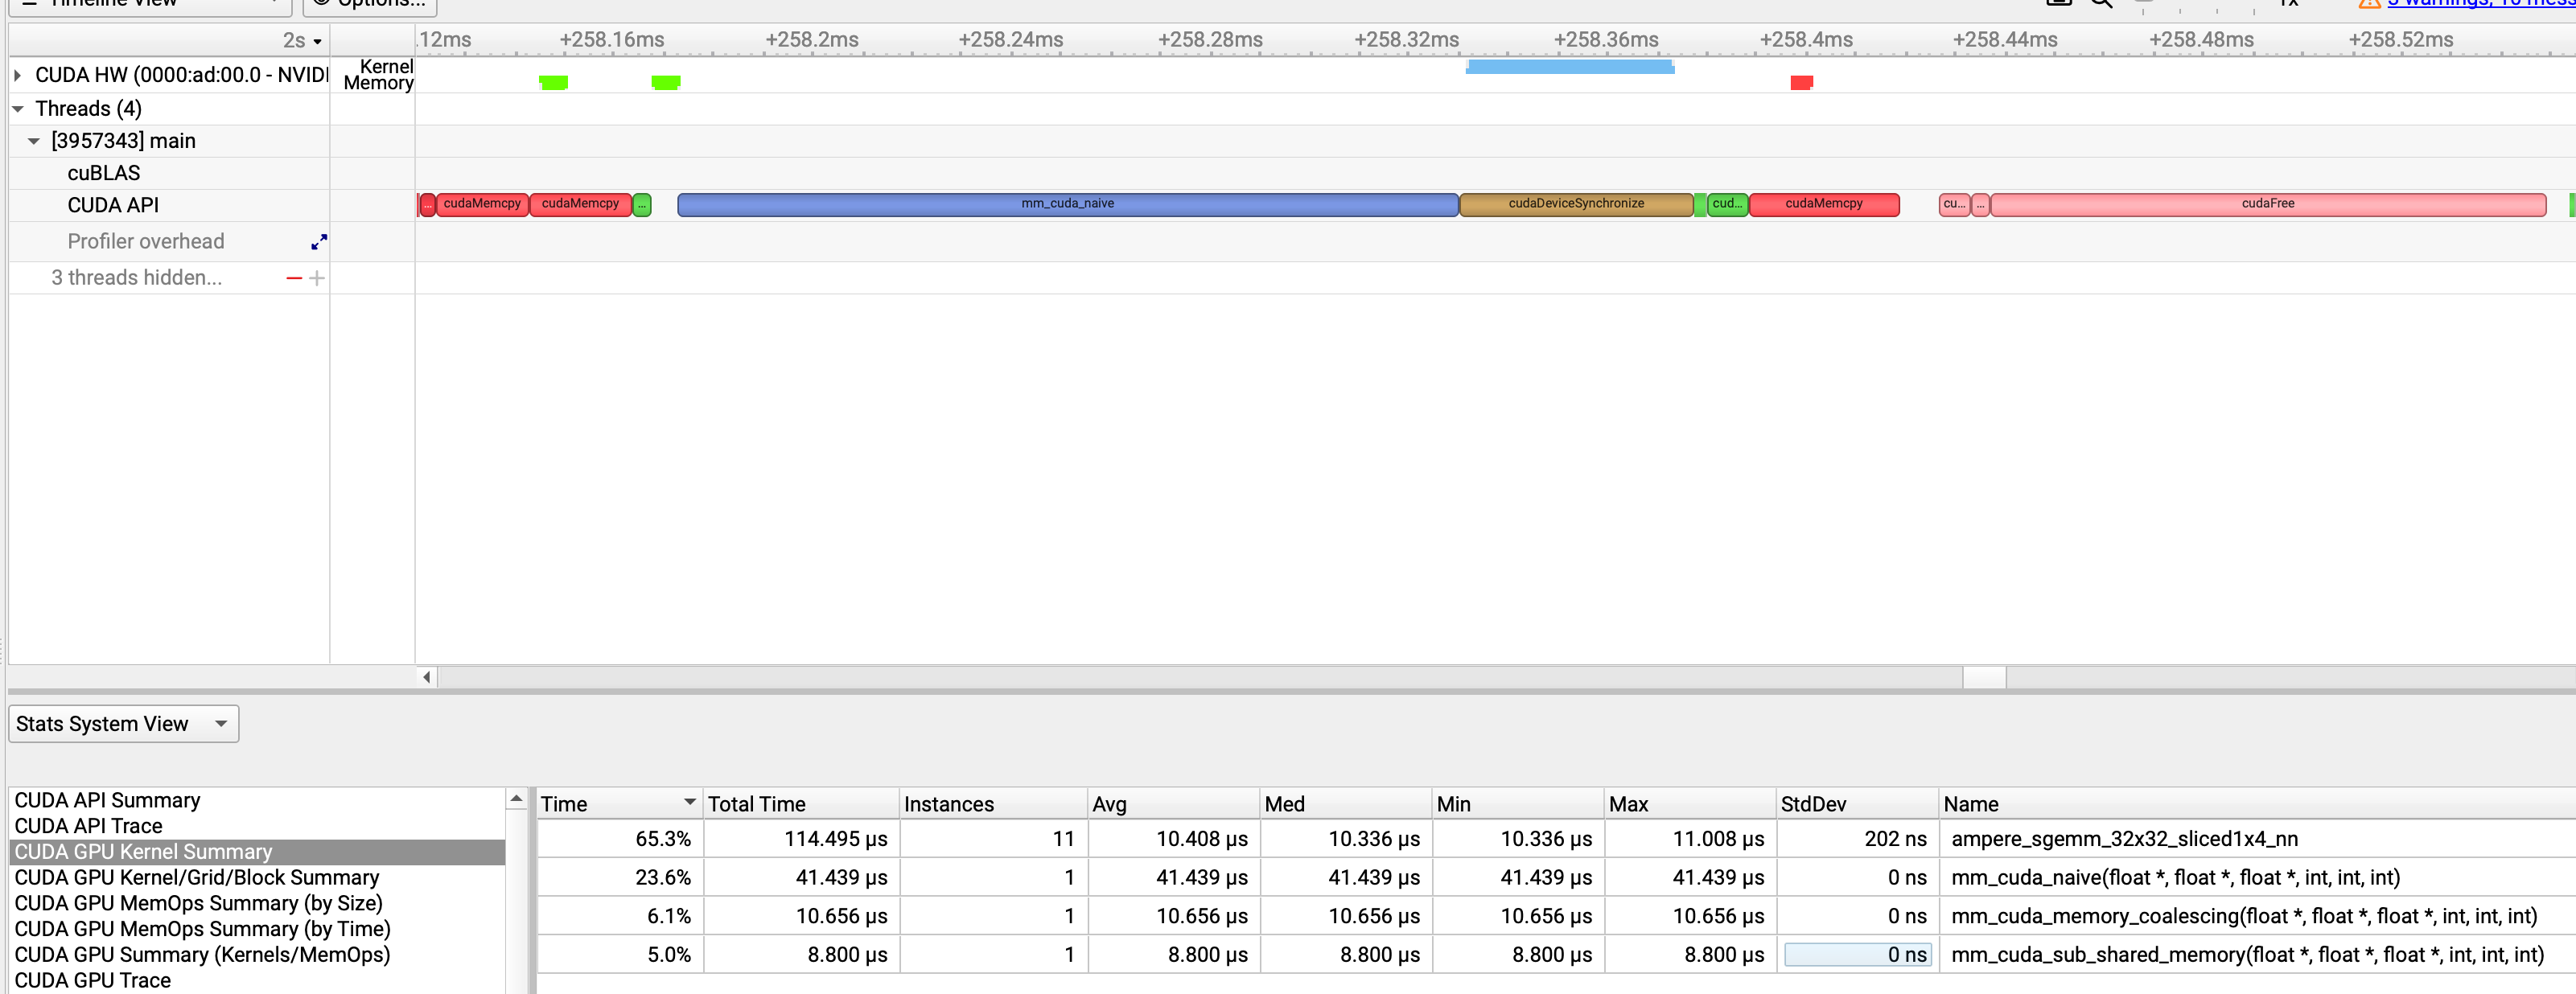 Timeline View Options... 1x 3 warnings, 16 mess
2s .12ms +258.16ms +258.2ms +258.24ms +258.28ms +258.32ms +258.36ms +258.4ms +258.44ms +258.48ms +258.52ms
CUDA HW (0000:ad:00.0 - NVIDI Kernel
Memory
Threads (4)
[3957343] main
cuBLAS
CUDA API ... cudaMemcpy cudaMemcpy ... mm_cuda_naive cudaDeviceSynchronize cud... cudaMemcpy cu... ... cudaFree
Profiler overhead
3 threads hidden... — +
Stats System View
CUDA API Summary
CUDA API Trace
CUDA GPU Kernel Summary
CUDA GPU Kernel/Grid/Block Summary
CUDA GPU MemOps Summary (by Size)
CUDA GPU MemOps Summary (by Time)
CUDA GPU Summary (Kernels/MemOps)
CUDA GPU Trace
Time Total Time Instances Avg Med Min Max StdDev Name
65.3% 114.495 μs 11 10.408 μs 10.336 μs 10.336 μs 11.008 μs 202 ns ampere_sgemm_32x32_sliced1x4_nn
23.6% 41.439 μs 1 41.439 μs 41.439 μs 41.439 μs 41.439 μs 0 ns mm_cuda_naive(float *, float *, float *, int, int, int)
6.1% 10.656 μs 1 10.656 μs 10.656 μs 10.656 μs 10.656 μs 0 ns mm_cuda_memory_coalescing(float *, float *, float *, int, int, int)
5.0% 8.800 μs 1 8.800 μs 8.800 μs 8.800 μs 8.800 μs 0 ns mm_cuda_sub_shared_memory(float *, float *, float *, int, int, int)